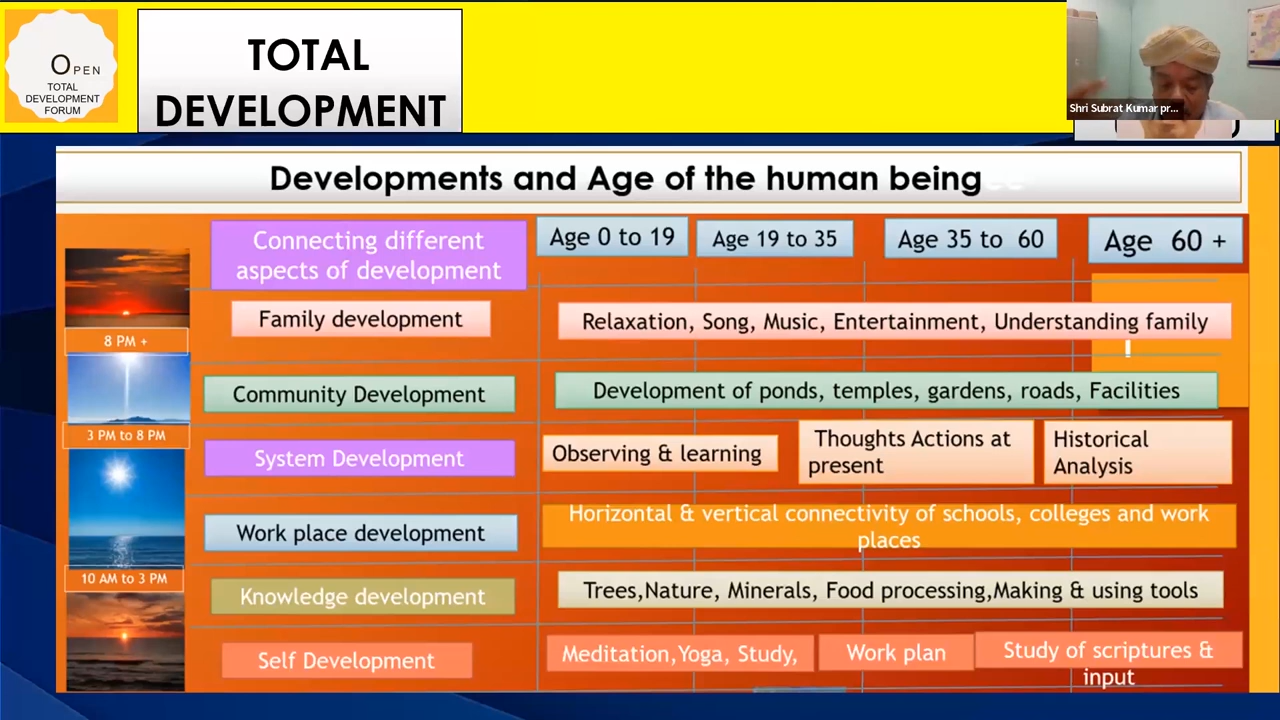 OPEN
TOTAL
DEVELOPMENT
FORUM
TOTAL
DEVELOPMENT
Shri Subrat Kumar pr...
Developments and Age of the human being
Connecting different
aspects of development
Age 0 to 19
Age 19 to 35
Age 35 to 60
Age 60 +
8 PM +
Family development
Relaxation, Song, Music, Entertainment, Understanding family
Community Development
Development of ponds, temples, gardens, roads, Facilities
3 PM to 8 PM
System Development
Observing & learning
Thoughts Actions at
present
Historical
Analysis
Work place development
Horizontal & vertical connectivity of schools, colleges and work
places
10 AM to 3 PM
Knowledge development
Trees,Nature, Minerals, Food processing,Making & using tools
Self Development
Meditation,Yoga, Study,
Work plan
Study of scriptures &
input